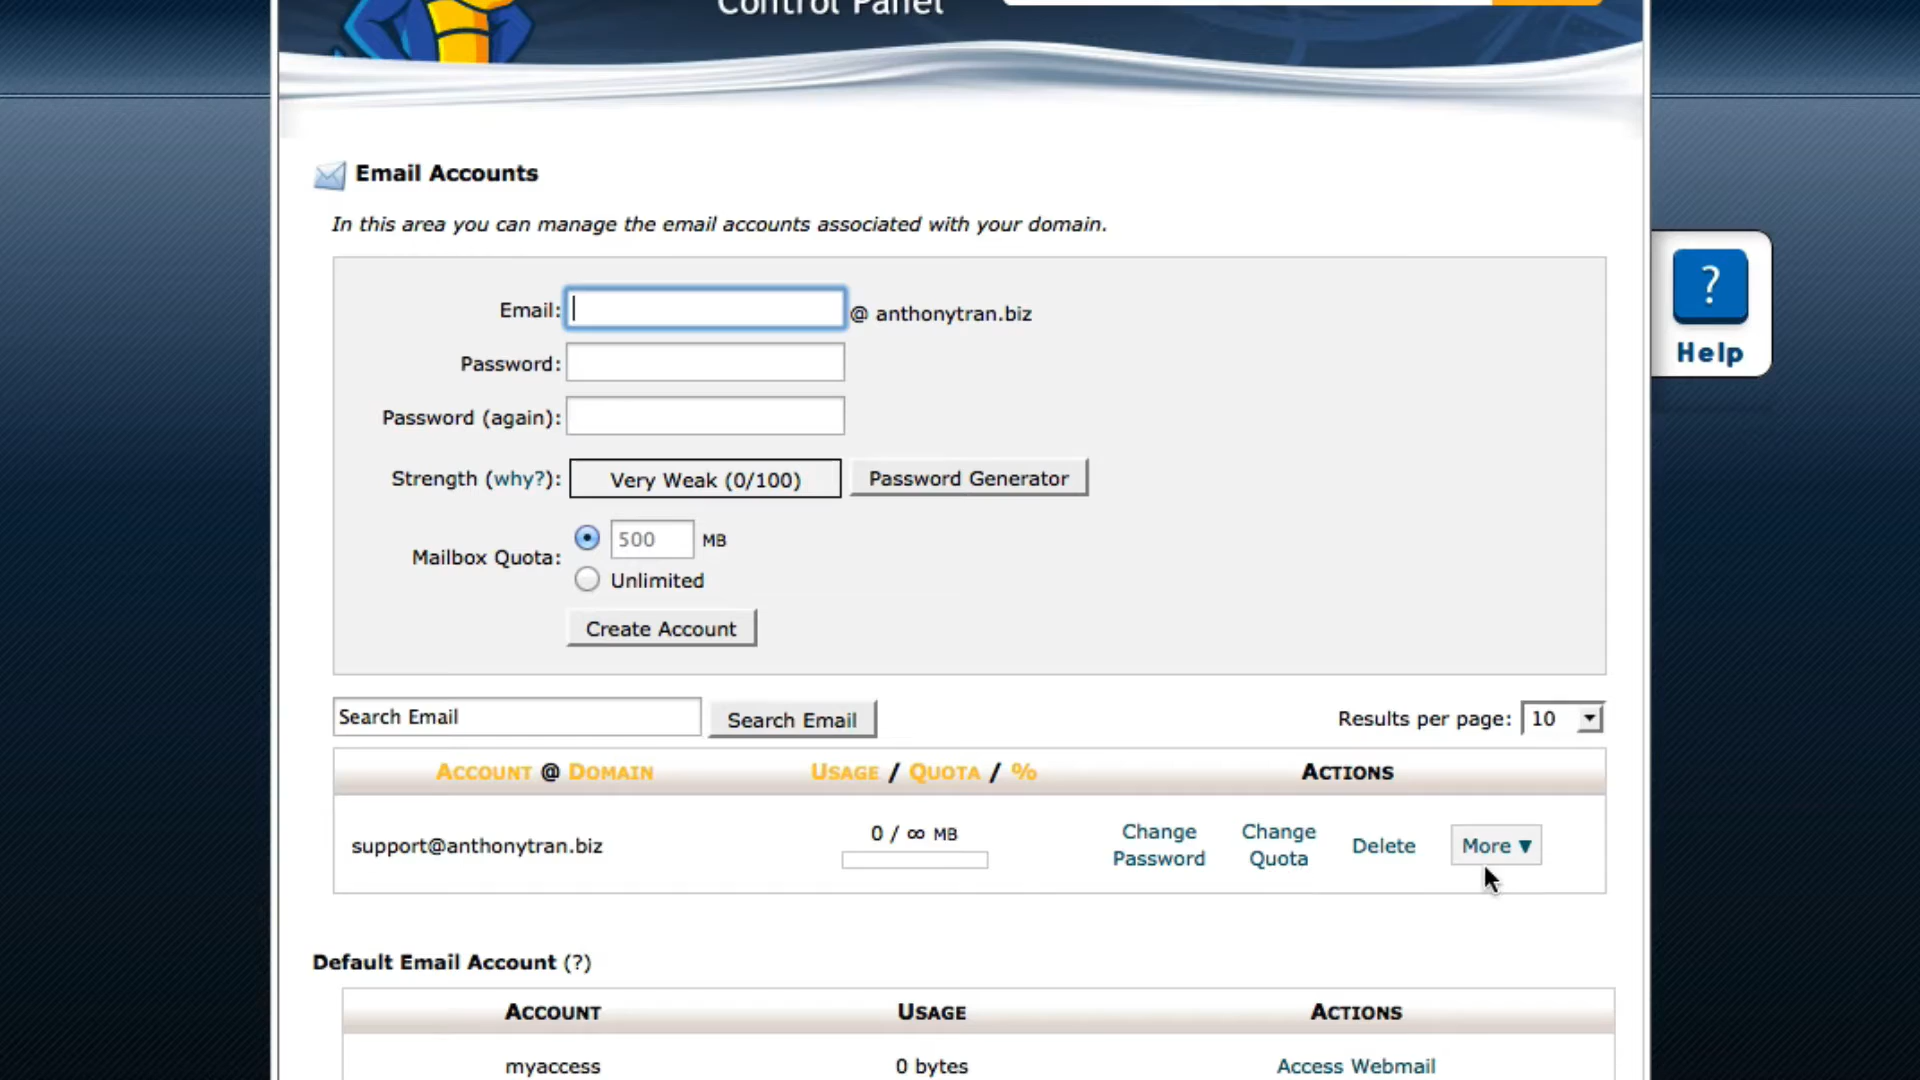 Control Panel
Email Accounts
In this area you can manage the email accounts associated with your domain.
Email: @ anthonytran.biz
Password:
Password (again):
Strength (why?): Very Weak (0/100) Password Generator
Mailbox Quota: 500 MB
Unlimited
Create Account
Search Email Search Email Results per page: 10
ACCOUNT @ DOMAIN USAGE / QUOTA / % ACTIONS
support@anthonytran.biz 0 / ∞ MB Change Password Change Quota Delete More ▼
Default Email Account (?)
ACCOUNT USAGE ACTIONS
myaccess 0 bytes Access Webmail
?
Help